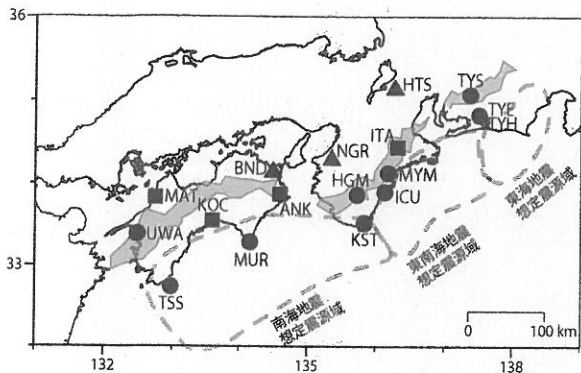 36
HTS
TYS
TYE
TYH
ITA
NGR
BND
MYM
HGM
MAT
KOC
ANK
ICU
UWA
KST
MUR
33
TSS
東海地震
想定震源域
東南海地震
想定震源域
南海地震
想定震源域
0 100 km
132 135 138